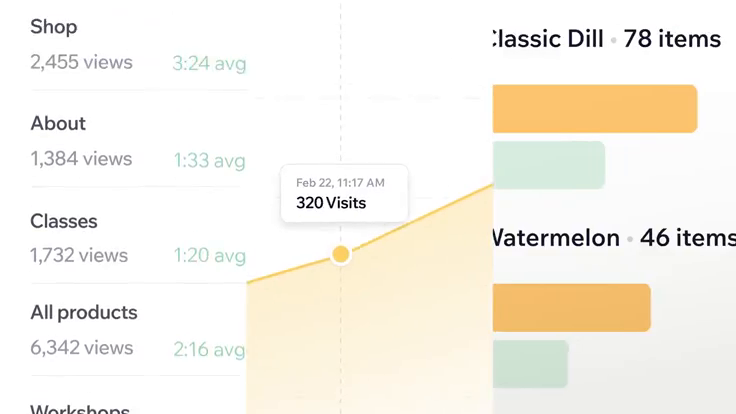 Shop
2,455 views 3:24 avg
About
1,384 views 1:33 avg
Classes
1,732 views 1:20 avg
All products
6,342 views 2:16 avg
Workshops
Feb 22, 11:17 AM
320 Visits
Classic Dill • 78 items
Watermelon • 46 items